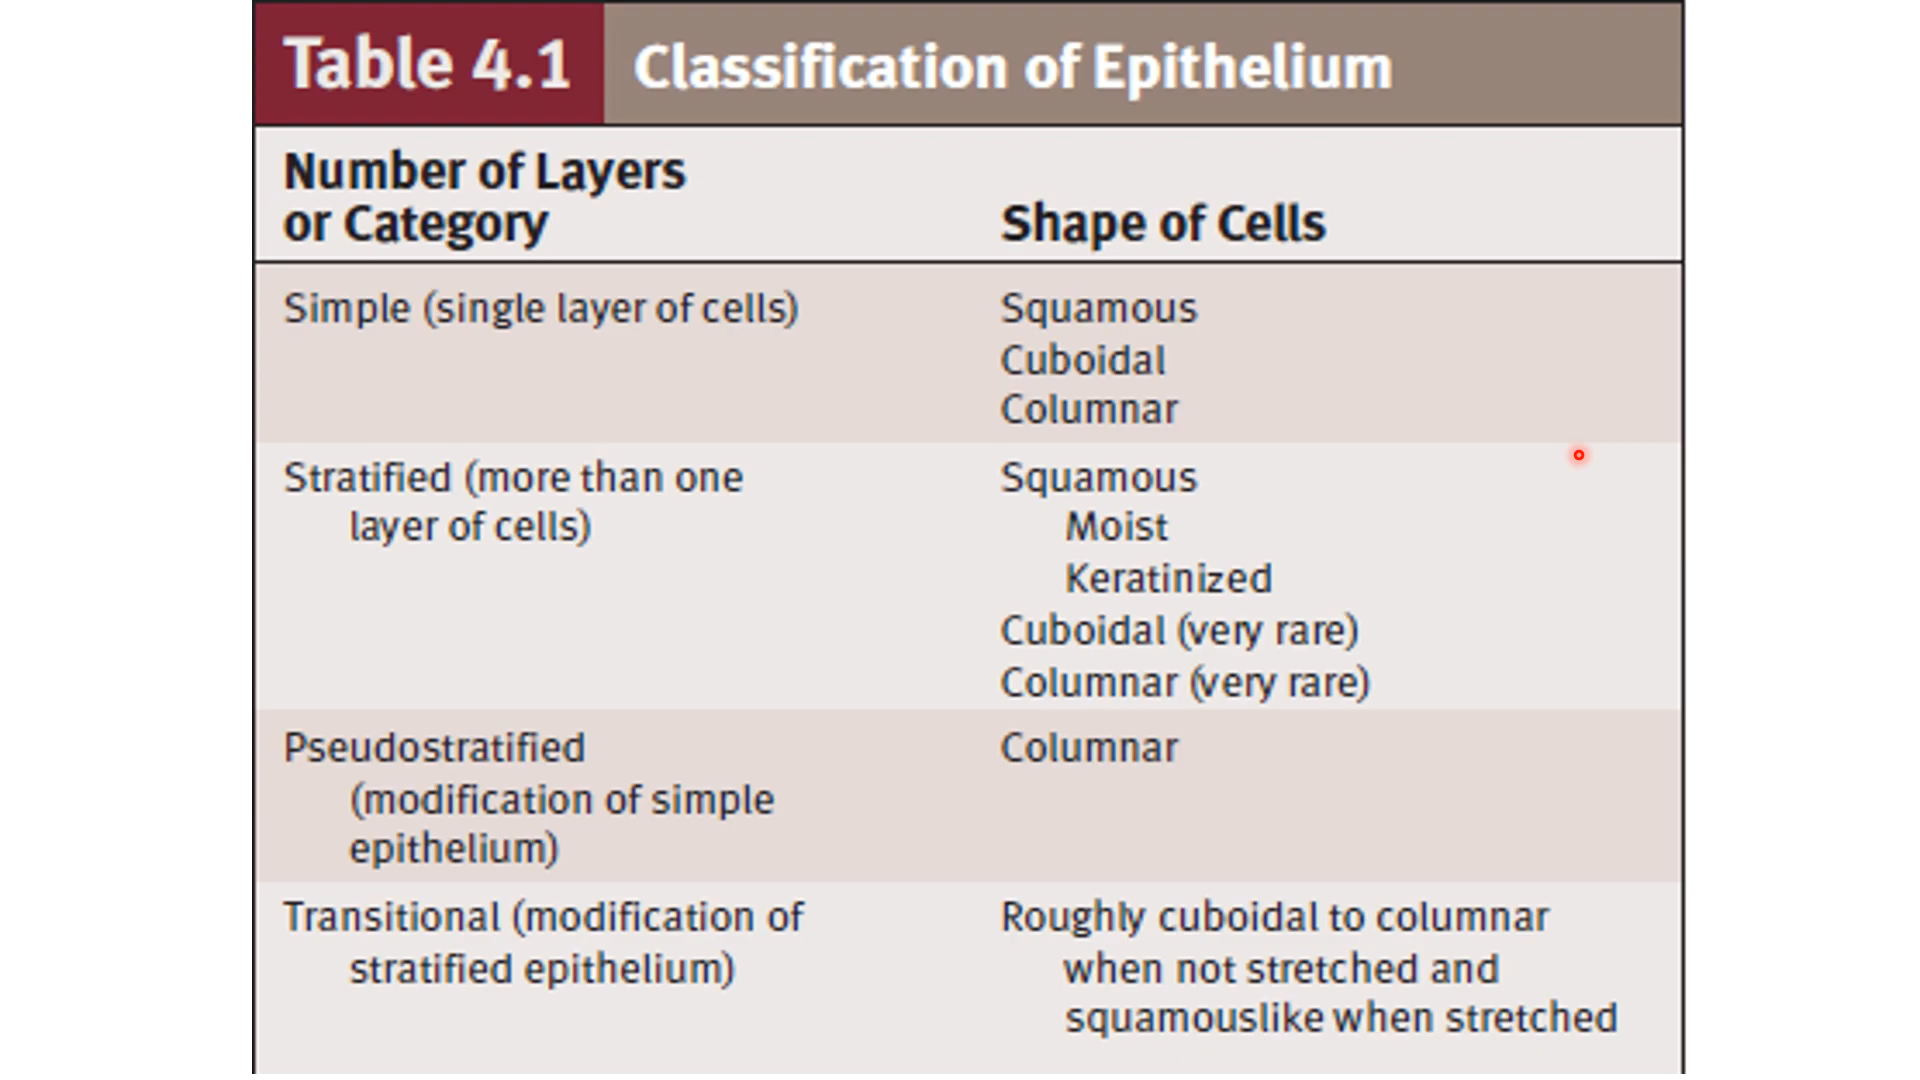 Table 4.1 Classification of Epithelium
Number of Layers
or Category
Shape of Cells
Simple (single layer of cells)
Squamous
Cuboidal
Columnar
Stratified (more than one
layer of cells)
Squamous
Moist
Keratinized
Cuboidal (very rare)
Columnar (very rare)
Pseudostratified
(modification of simple
epithelium)
Columnar
Transitional (modification of
stratified epithelium)
Roughly cuboidal to columnar
when not stretched and
squamouslike when stretched